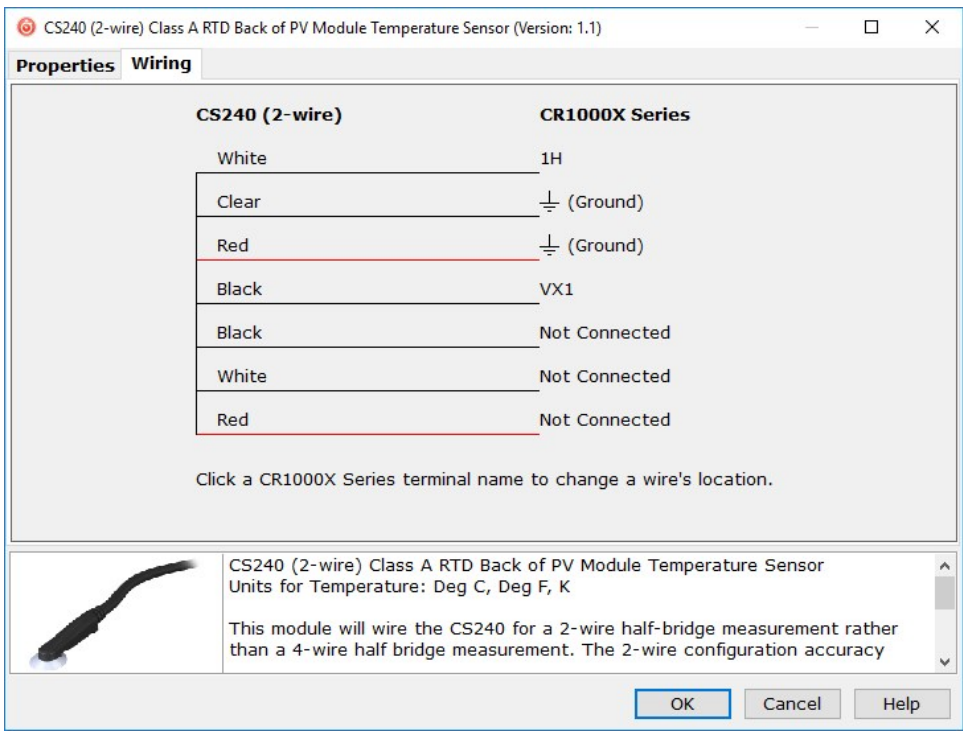 CS240 (2-wire) Class A RTD Back of PV Module Temperature Sensor (Version: 1.1)
Properties Wiring
CS240 (2-wire) CR1000X Series
White 1H
Clear ⏚ (Ground)
Red ⏚ (Ground)
Black VX1
Black Not Connected
White Not Connected
Red Not Connected
Click a CR1000X Series terminal name to change a wire's location.
CS240 (2-wire) Class A RTD Back of PV Module Temperature Sensor
Units for Temperature: Deg C, Deg F, K
This module will wire the CS240 for a 2-wire half-bridge measurement rather
than a 4-wire half bridge measurement. The 2-wire configuration accuracy
OK Cancel Help